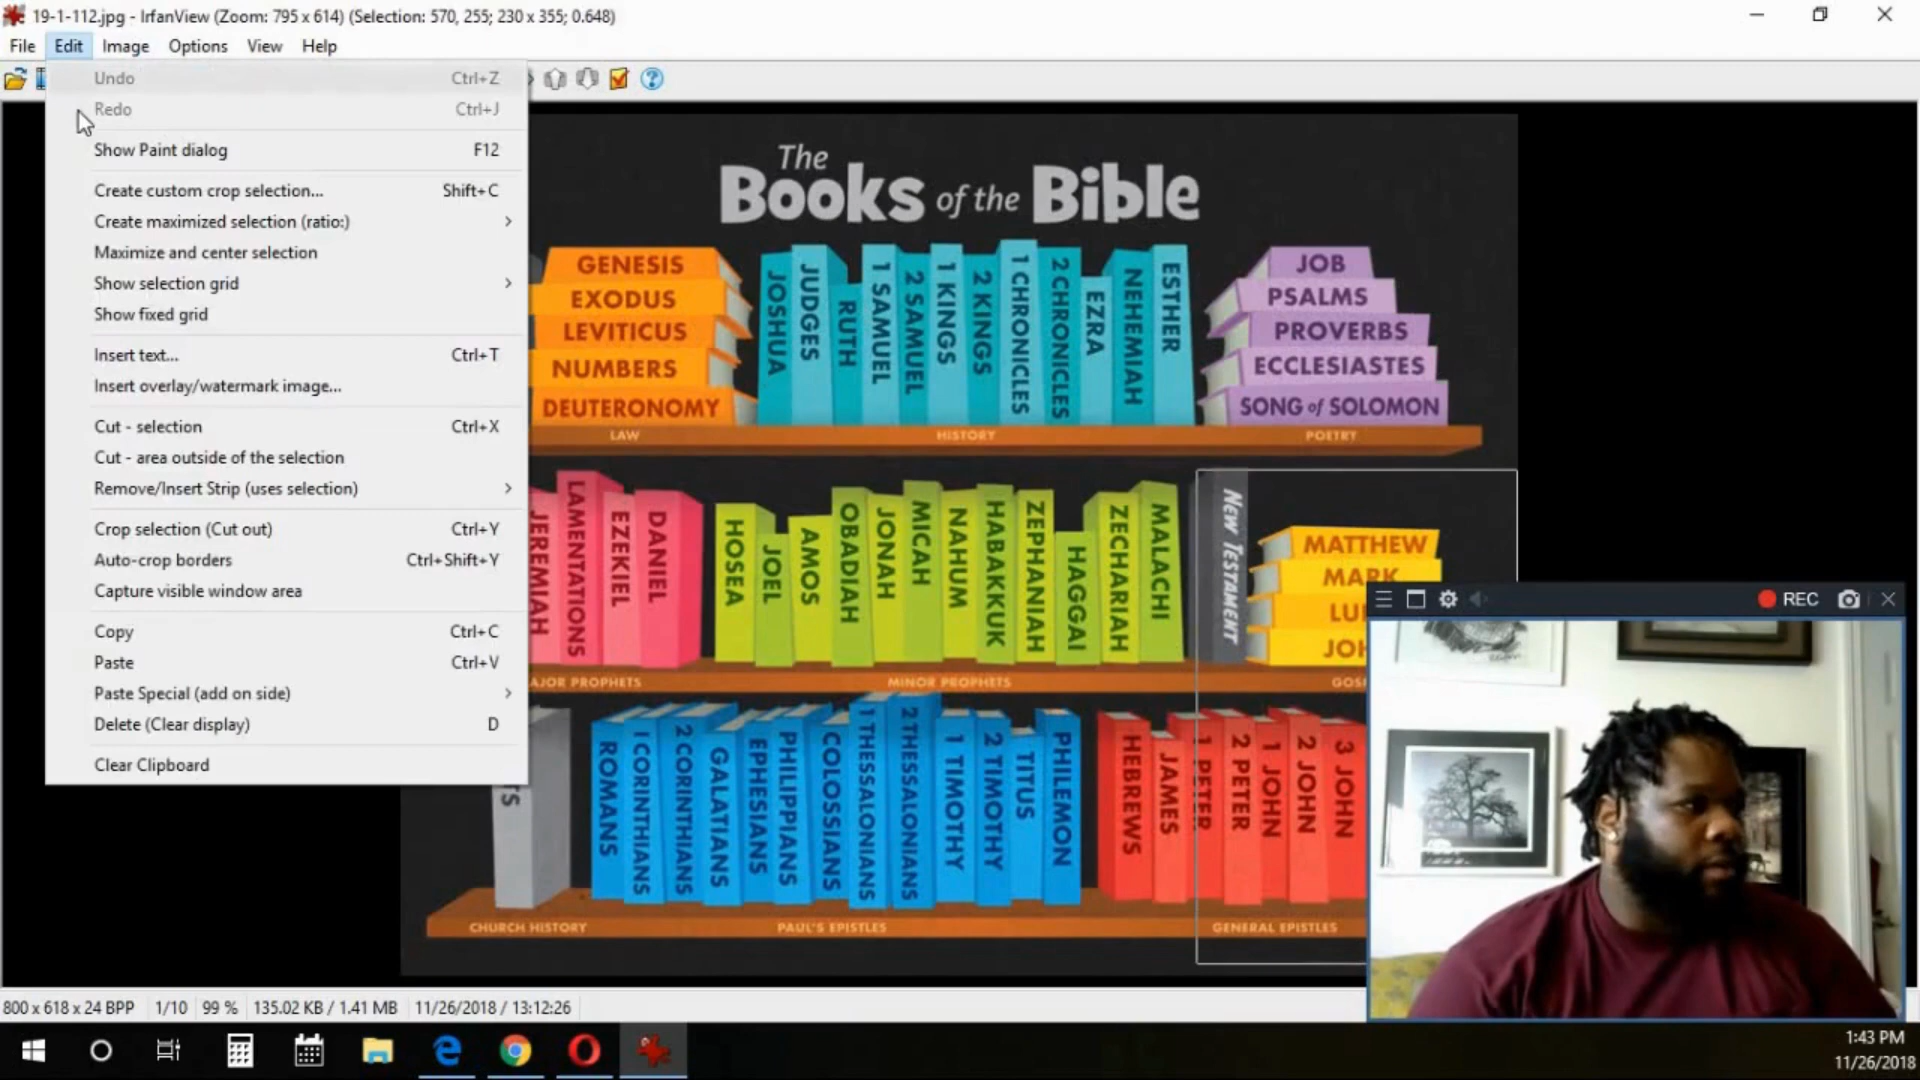 19-1-112.jpg - IrfanView (Zoom: 795 x 614) (Selection: 570, 255; 230 x 355; 0.648)
File Edit Image Options View Help
Undo Ctrl+Z
Redo Ctrl+J
Show Paint dialog F12
Create custom crop selection... Shift+C
Create maximized selection (ratio:)
Maximize and center selection
Show selection grid
Show fixed grid
Insert text... Ctrl+T
Insert overlay/watermark image...
Cut - selection Ctrl+X
Cut - area outside of the selection
Remove/Insert Strip (uses selection)
Crop selection (Cut out) Ctrl+Y
Auto-crop borders Ctrl+Shift+Y
Capture visible window area
Copy Ctrl+C
Paste Ctrl+V
Paste Special (add on side)
Delete (Clear display) D
Clear Clipboard
The
Books of the Bible
GENESIS
EXODUS
LEVITICUS
NUMBERS
DEUTERONOMY
LAW
JOSHUA
JUDGES
RUTH
1 SAMUEL
2 SAMUEL
1 KINGS
2 KINGS
1 CHRONICLES
2 CHRONICLES
EZRA
NEHEMIAH
ESTHER
HISTORY
JOB
PSALMS
PROVERBS
ECCLESIASTES
SONG of SOLOMON
POETRY
JEREMIAH
LAMENTATIONS
EZEKIEL
DANIEL
AJOR PROPHETS
HOSEA
JOEL
AMOS
OBADIAH
JONAH
MICAH
NAHUM
HABAKKUK
ZEPHANIAH
HAGGAI
ZECHARIAH
MALACHI
MINOR PROPHETS
NEW TESTAMENT
MATTHEW
MARK
LU
JOH
GOS
REC
TS
CHURCH HISTORY
ROMANS
1 CORINTHIANS
2 CORINTHIANS
GALATIANS
EPHESIANS
PHILIPPIANS
COLOSSIANS
1 THESSALONIANS
2 THESSALONIANS
1 TIMOTHY
2 TIMOTHY
TITUS
PHILEMON
PAUL'S EPISTLES
HEBREWS
JAMES
1 PETER
2 PETER
1 JOHN
2 JOHN
3 JOHN
GENERAL EPISTLES
800 x 618 x 24 BPP 1/10 99 % 135.02 KB / 1.41 MB 11/26/2018 / 13:12:26
1:43 PM
11/26/2018